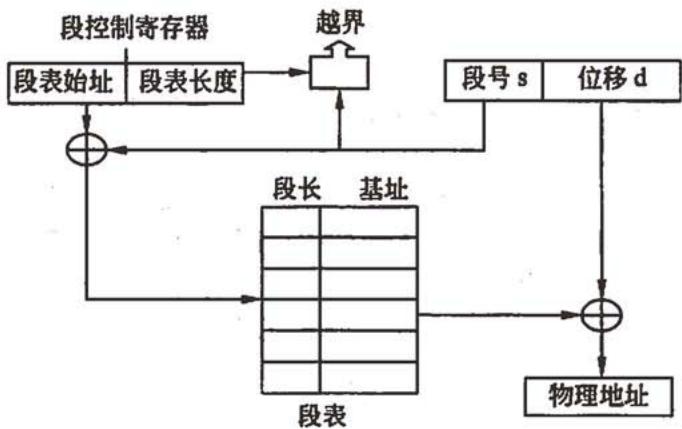 段控制寄存器
越界
段表始址 段表长度
段号 s 位移 d
段长 基址
段表
物理地址